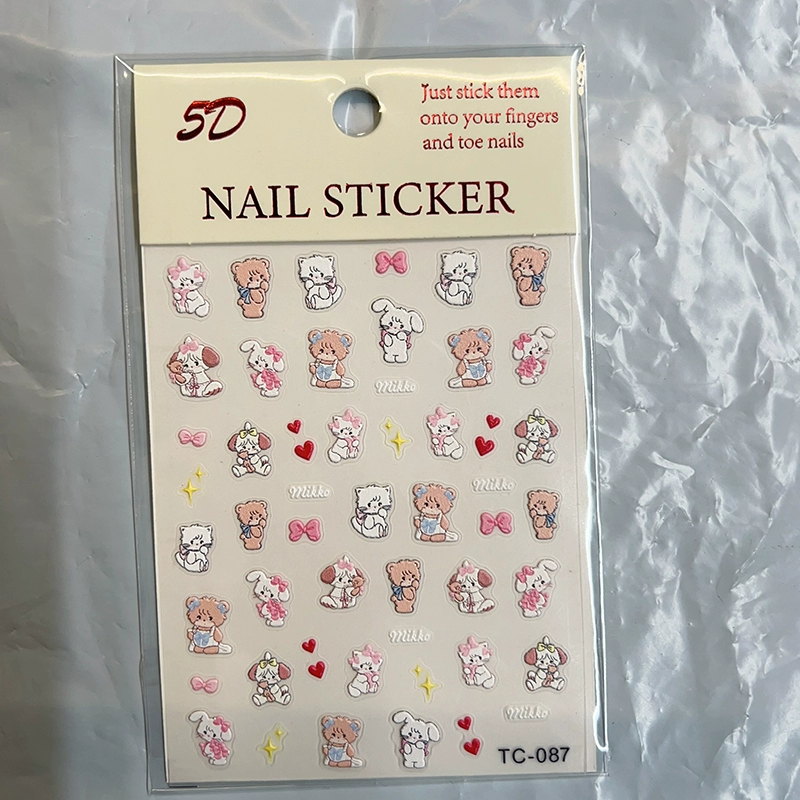 5D
Just stick them
onto your fingers
and toe nails
NAIL STICKER
Mikko
Mikko
Mikko
Mikko
Mikko
TC-087